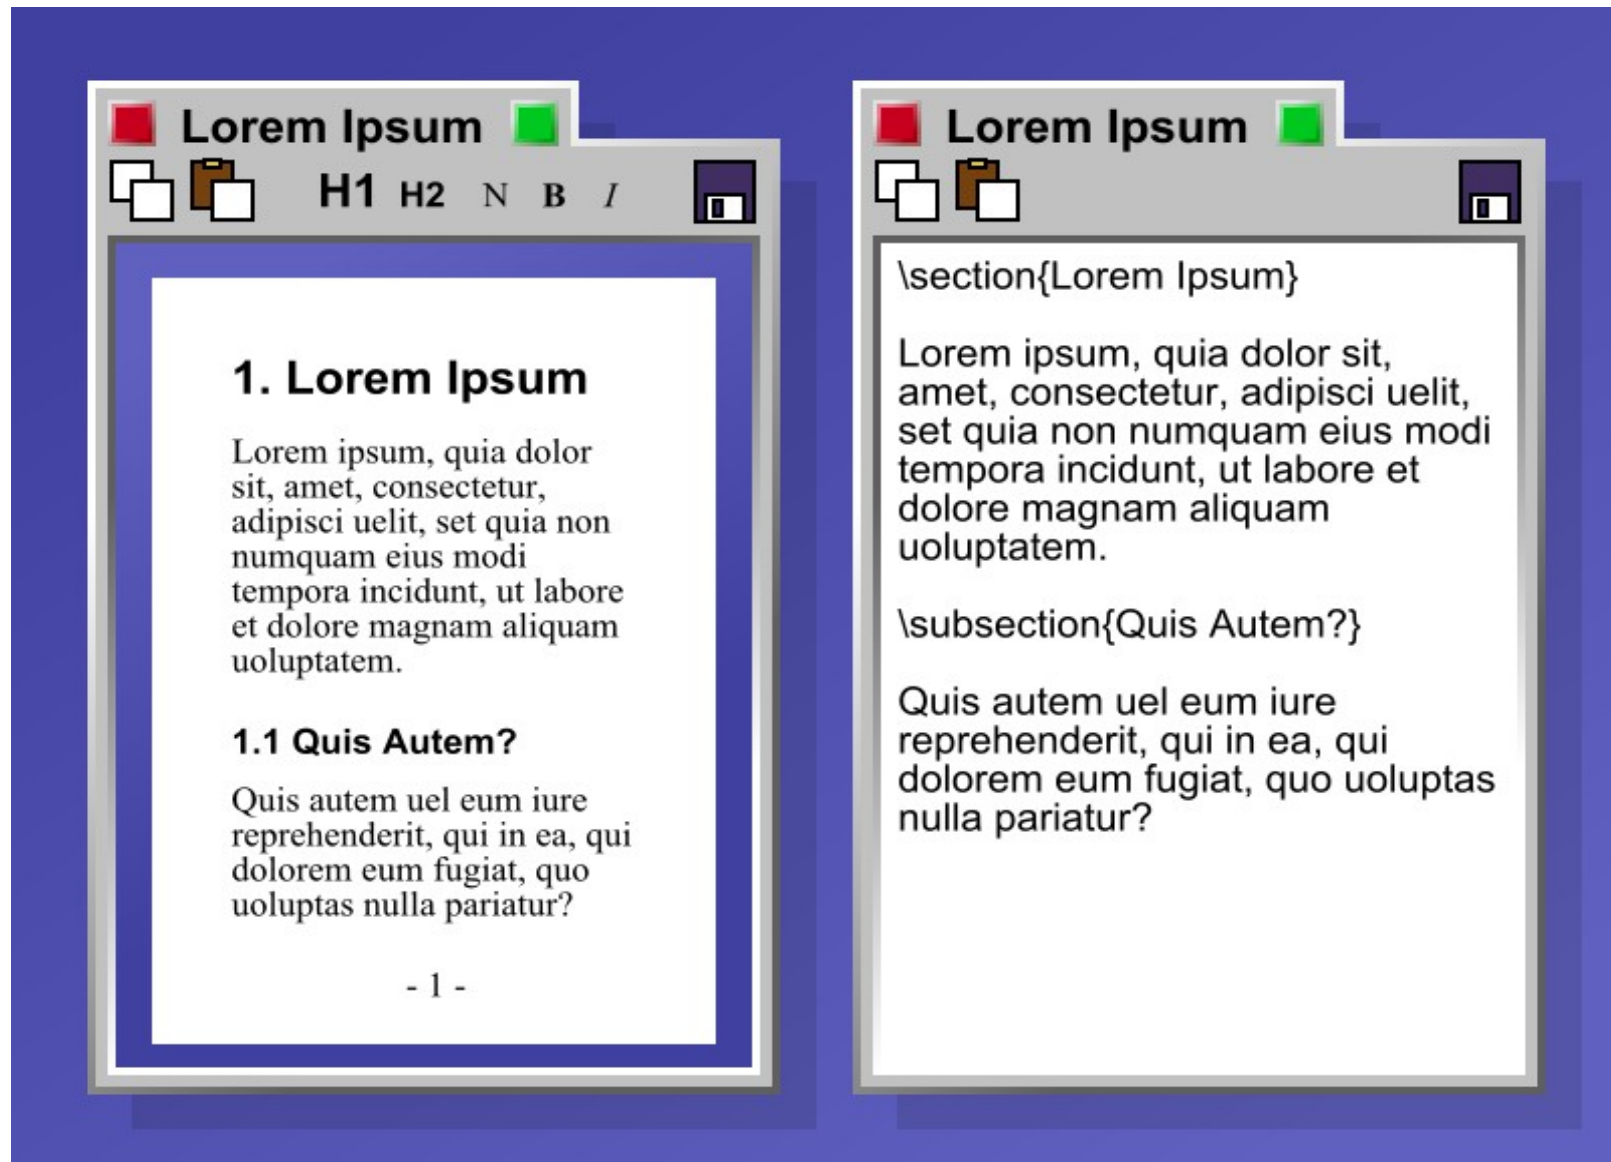 Lorem Ipsum
H1 H2 N B I
1. Lorem Ipsum
Lorem ipsum, quia dolor
sit, amet, consectetur,
adipisci uelit, set quia non
numquam eius modi
tempora incidunt, ut labore
et dolore magnam aliquam
uoluptatem.
1.1 Quis Autem?
Quis autem uel eum iure
reprehenderit, qui in ea, qui
dolorem eum fugiat, quo
uoluptas nulla pariatur?
- 1 -
Lorem Ipsum
\section{Lorem Ipsum}
Lorem ipsum, quia dolor sit,
amet, consectetur, adipisci uelit,
set quia non numquam eius modi
tempora incidunt, ut labore et
dolore magnam aliquam
uoluptatem.
\subsection{Quis Autem?}
Quis autem uel eum iure
reprehenderit, qui in ea, qui
dolorem eum fugiat, quo uoluptas
nulla pariatur?